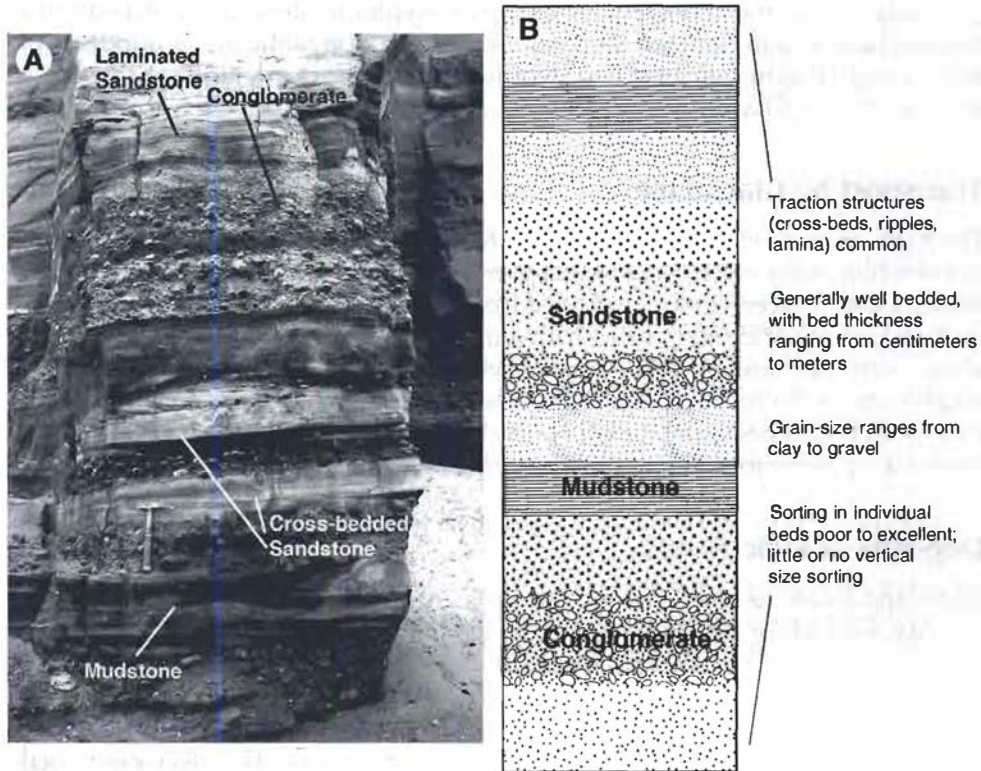 A
Laminated
Sandstone
Conglomerate
Cross-bedded
Sandstone
Mudstone
B
Sandstone
Mudstone
Conglomerate
Traction structures
(cross-beds, ripples,
lamina) common
Generally well bedded,
with bed thickness
ranging from centimeters
to meters
Grain-size ranges from
clay to gravel
Sorting in individual
beds poor to excellent;
little or no vertical
size sorting